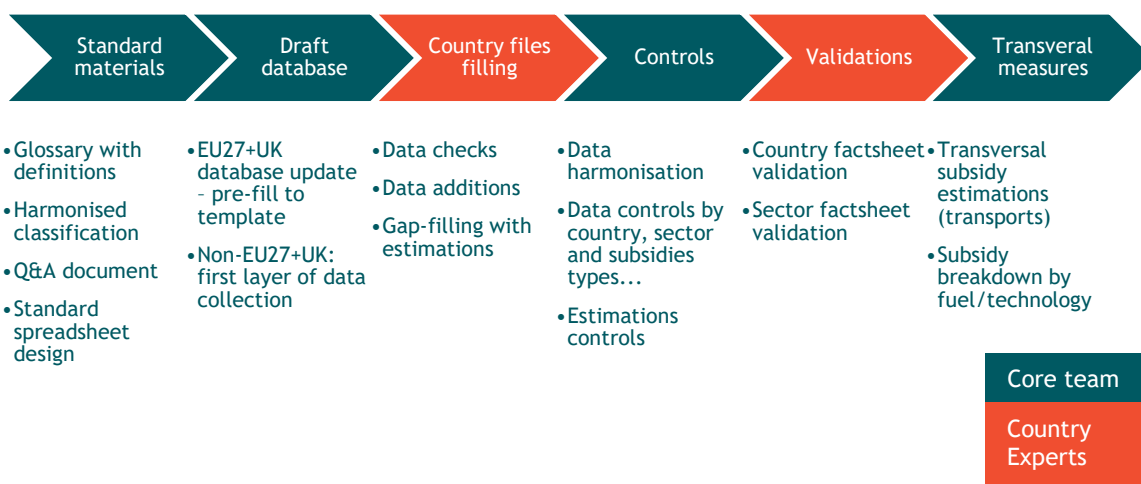 Standard
materials
Draft
database
Country files
filling
Controls
Validations
Transveral
measures
•Glossary with
definitions
•Harmonised
classification
•Q&A document
•Standard
spreadsheet
design
•EU27+UK
database update
– pre-fill to
template
•Non-EU27+UK:
first layer of data
collection
•Data checks
•Data additions
•Gap-filling with
estimations
•Data
harmonisation
•Data controls by
country, sector
and subsidies
types...
•Estimations
controls
•Country factsheet
validation
•Sector factsheet
validation
•Transversal
subsidy
estimations
(transports)
•Subsidy
breakdown by
fuel/technology
Core team
Country
Experts